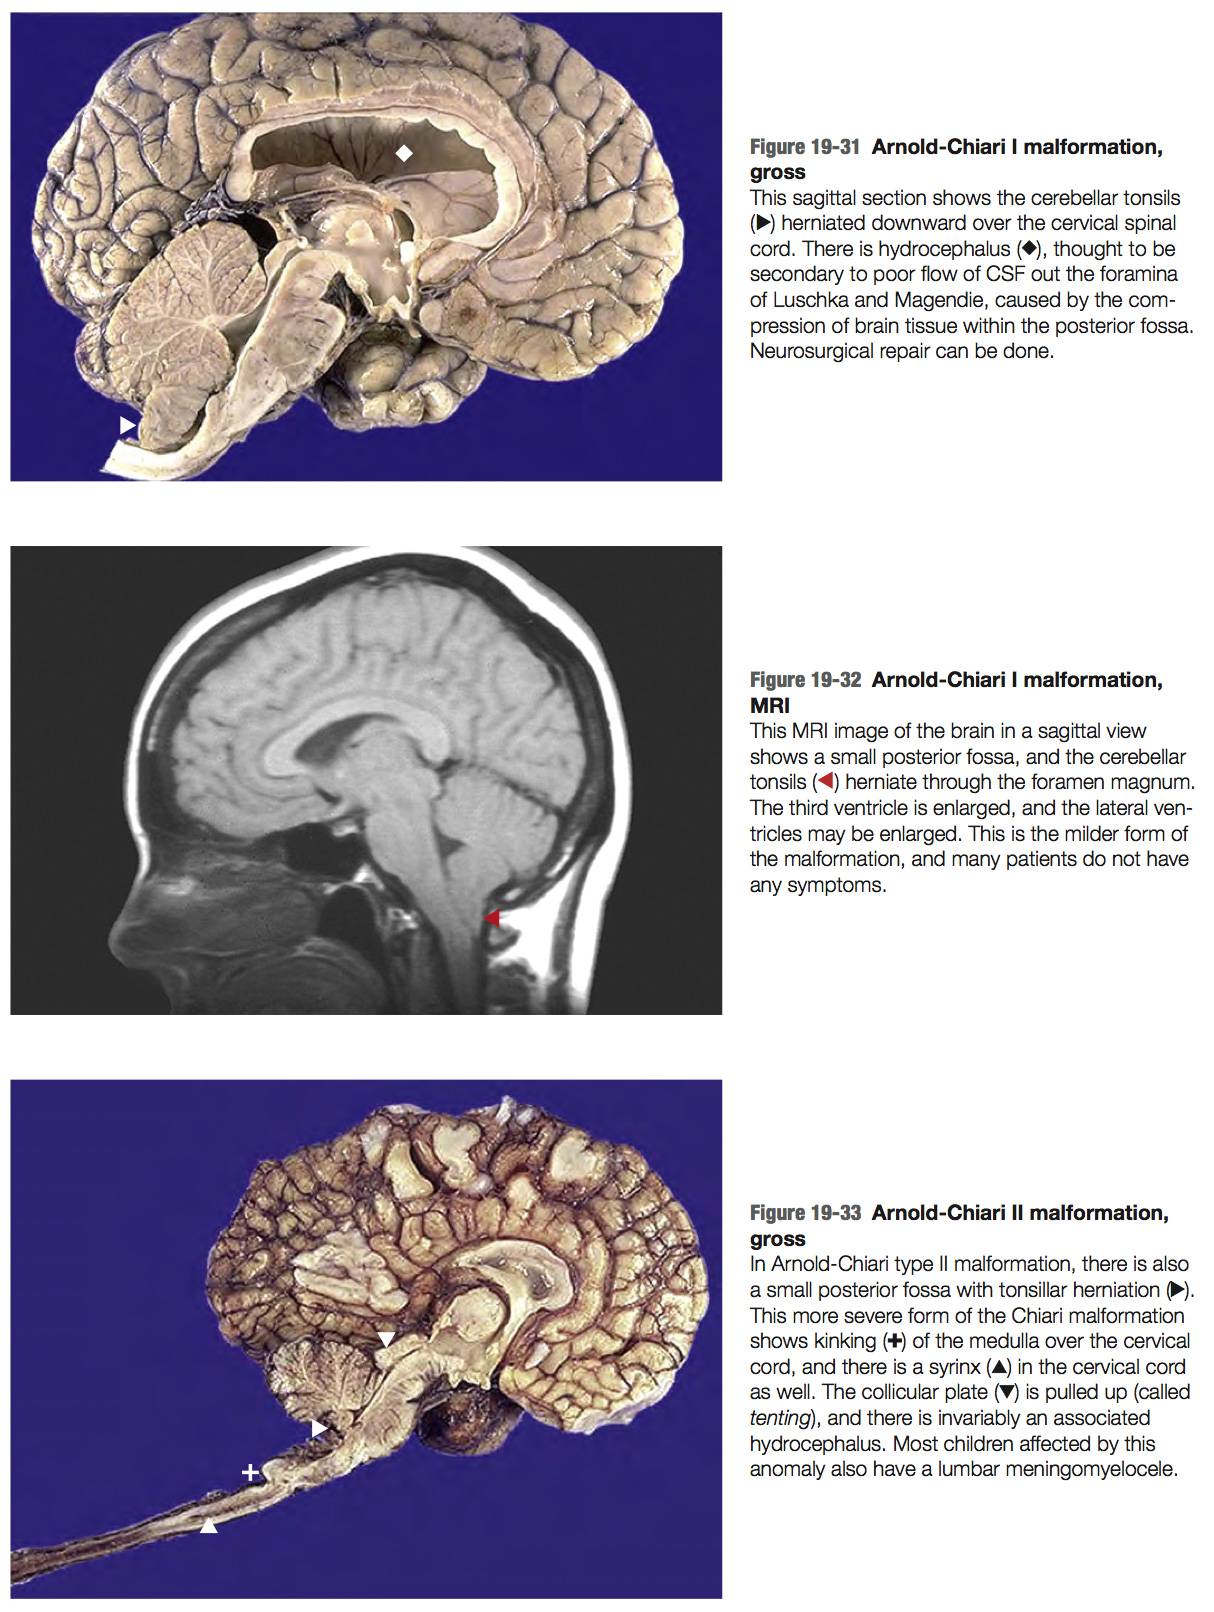 Figure 19-31 Arnold-Chiari I malformation,
gross
This sagittal section shows the cerebellar tonsils
(▶) herniated downward over the cervical spinal
cord. There is hydrocephalus (◆), thought to be
secondary to poor flow of CSF out the foramina
of Luschka and Magendie, caused by the com-
pression of brain tissue within the posterior fossa.
Neurosurgical repair can be done.
Figure 19-32 Arnold-Chiari I malformation,
MRI
This MRI image of the brain in a sagittal view
shows a small posterior fossa, and the cerebellar
tonsils (◀) herniate through the foramen magnum.
The third ventricle is enlarged, and the lateral ven-
tricles may be enlarged. This is the milder form of
the malformation, and many patients do not have
any symptoms.
Figure 19-33 Arnold-Chiari II malformation,
gross
In Arnold-Chiari type II malformation, there is also
a small posterior fossa with tonsillar herniation (▶).
This more severe form of the Chiari malformation
shows kinking (✚) of the medulla over the cervical
cord, and there is a syrinx (▲) in the cervical cord
as well. The collicular plate (▼) is pulled up (called
tenting), and there is invariably an associated
hydrocephalus. Most children affected by this
anomaly also have a lumbar meningomyelocele.